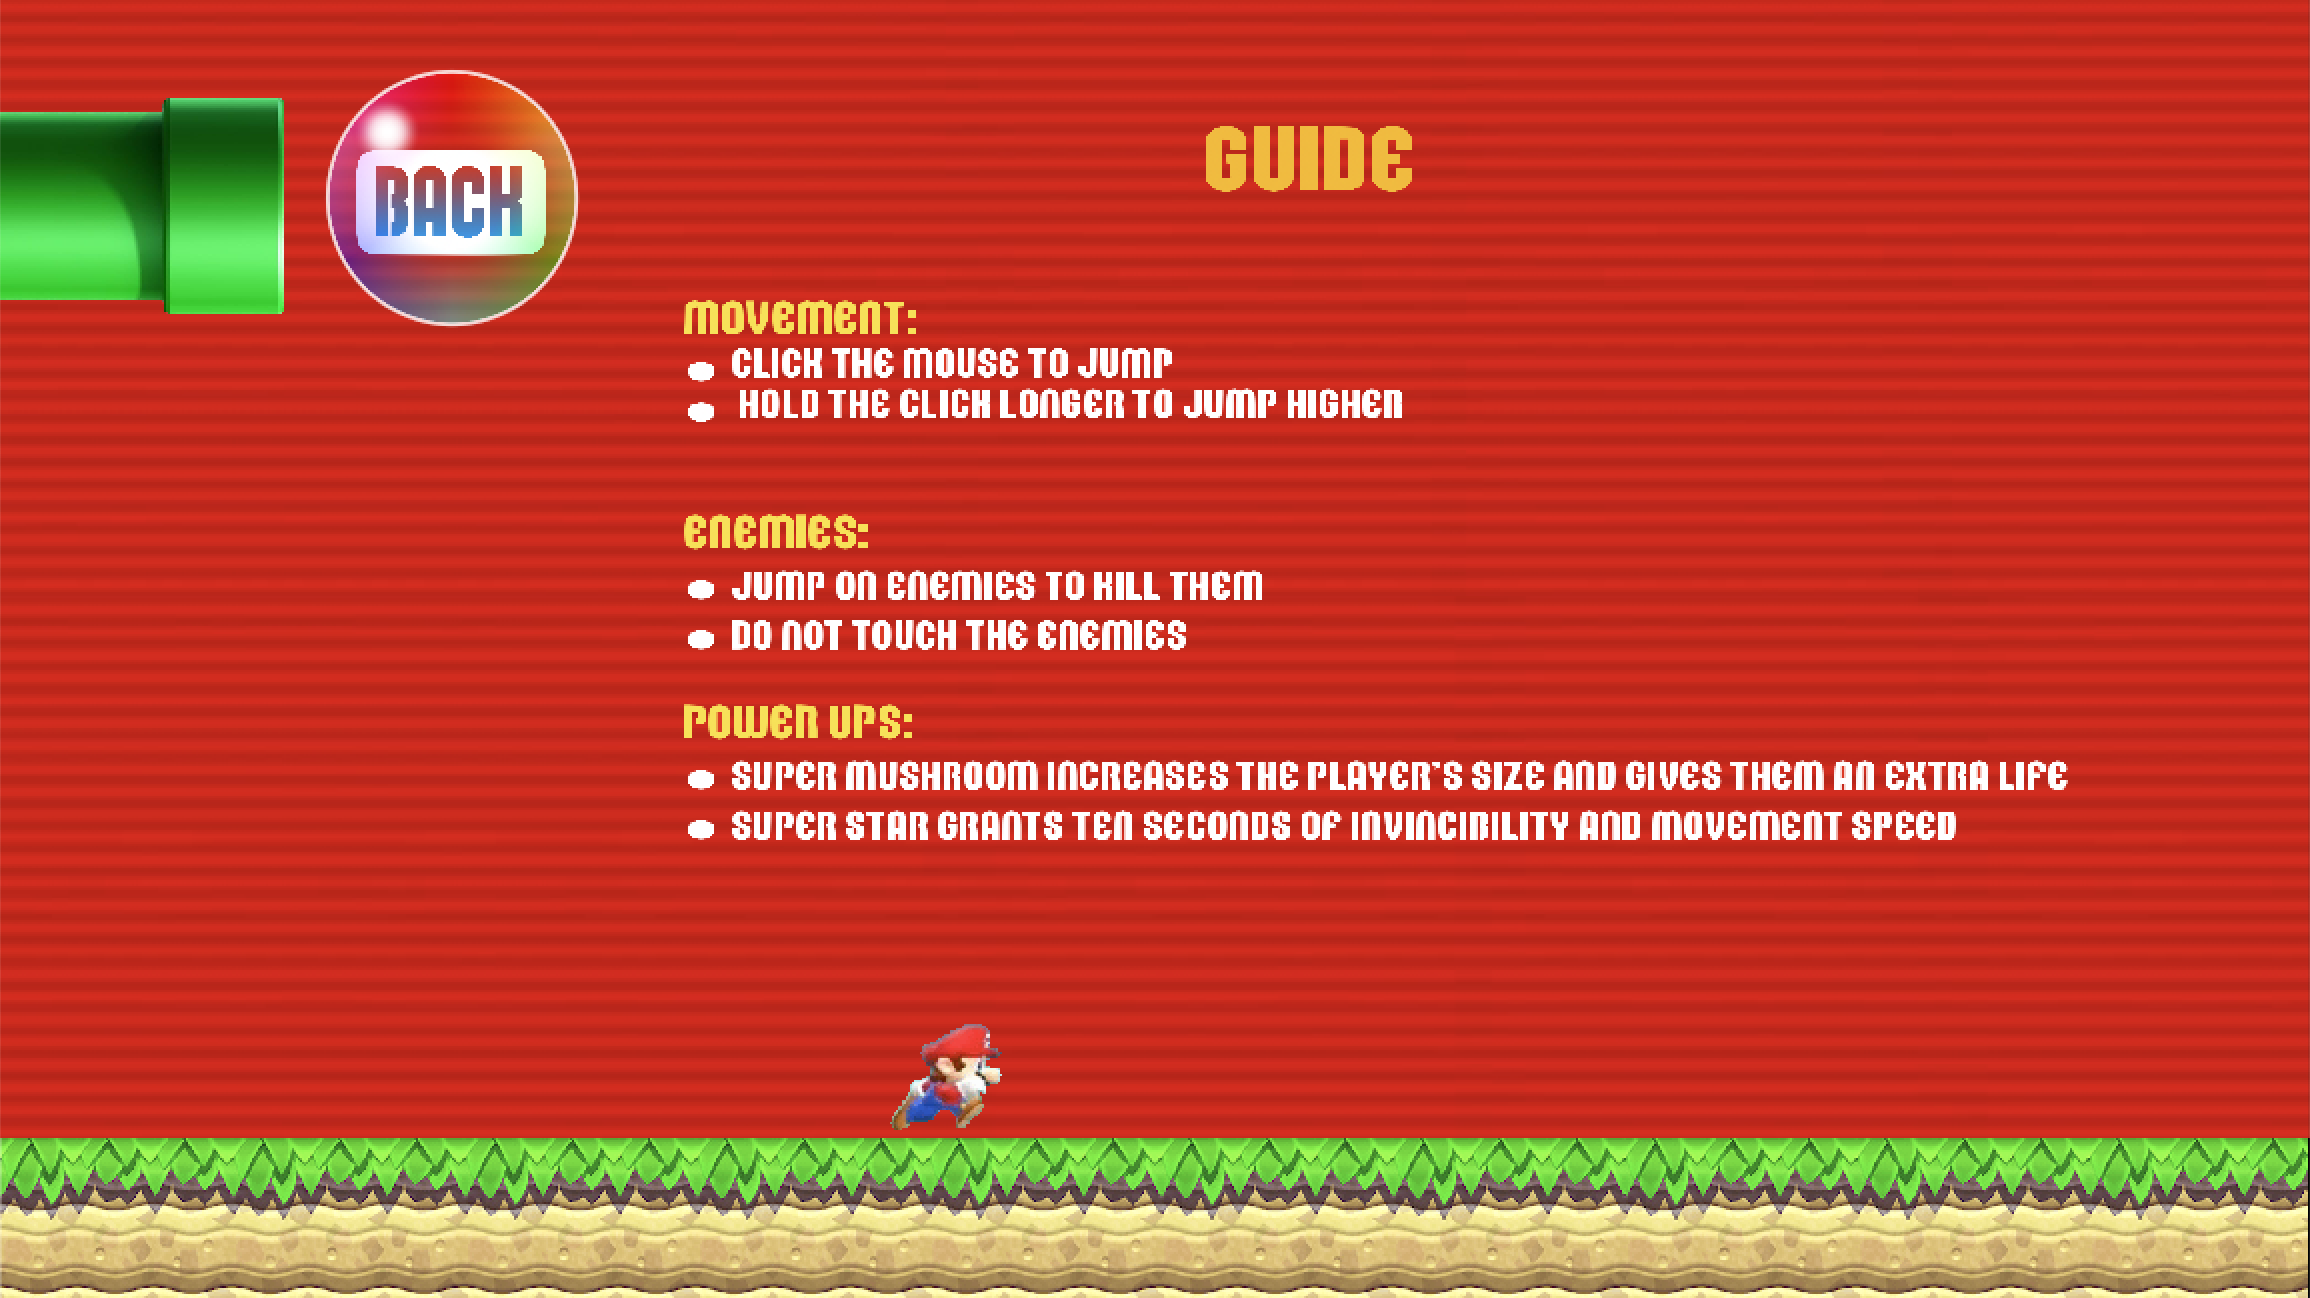 BACK
GUIDE
MOVEMENT:
CLICK THE MOUSE TO JUMP
HOLD THE CLICK LONGER TO JUMP HIGHER
ENEMIES:
JUMP ON ENEMIES TO KILL THEM
DO NOT TOUCH THE ENEMIES
POWER UPS:
SUPER MUSHROOM INCREASES THE PLAYER'S SIZE AND GIVES THEM AN EXTRA LIFE
SUPER STAR GRANTS TEN SECONDS OF INVINCIBILITY AND MOVEMENT SPEED